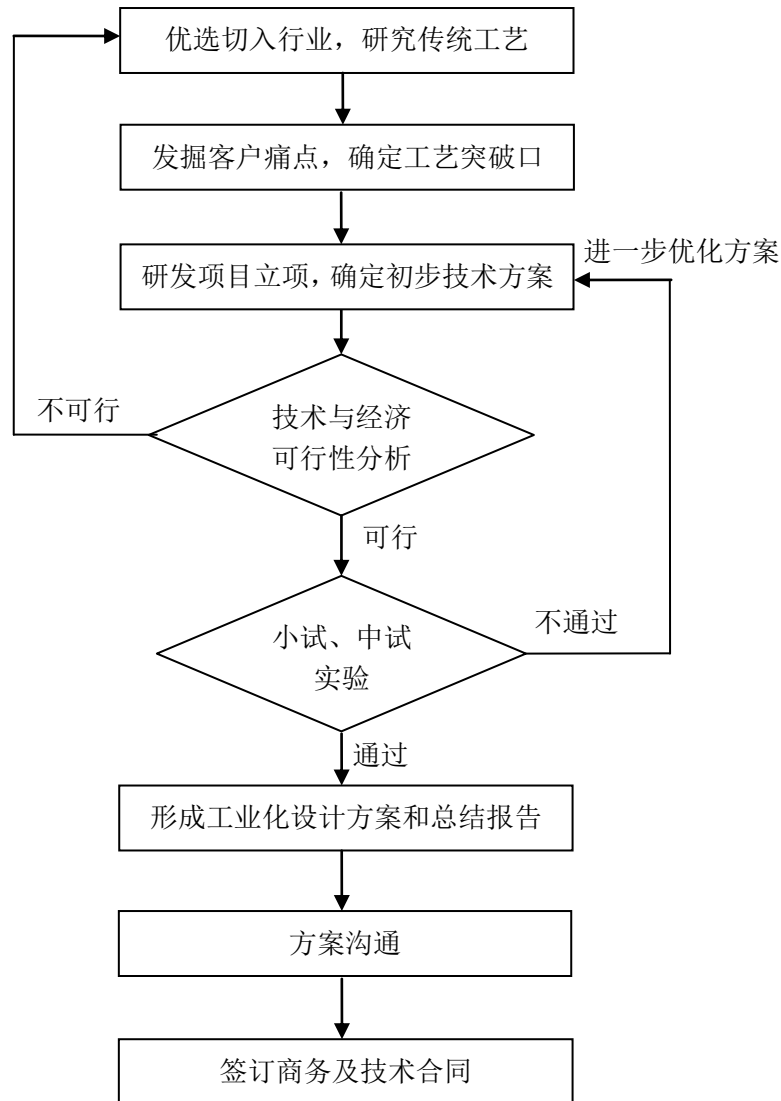 优选切入行业，研究传统工艺
发掘客户痛点，确定工艺突破口
进一步优化方案
研发项目立项，确定初步技术方案
不可行
技术与经济
可行性分析
可行
小试、中试
实验
不通过
通过
形成工业化设计方案和总结报告
方案沟通
签订商务及技术合同